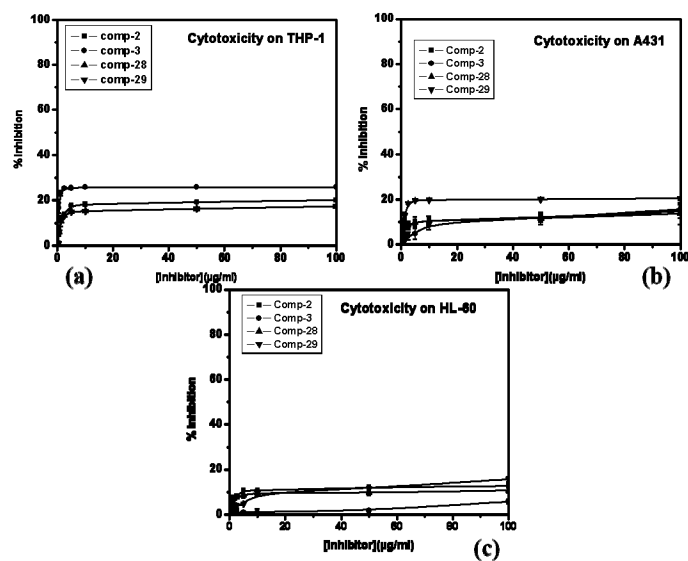 Cytotoxicity on THP-1
comp-2
comp-3
comp-28
comp-29
% Inhibition
100
80
60
40
20
0
0 20 40 60 80 100
[Inhibitor](µg/ml)
(a)
Cytotoxicity on A431
Comp-2
Comp-3
Comp-28
Comp-29
% Inhibition
100
80
60
40
20
0
0 20 40 60 80 100
[Inhibitor](µg/ml)
(b)
Cytotoxicity on HL-60
Comp-2
Comp-3
Comp-28
Comp-29
% Inhibition
100
80
60
40
20
0
0 20 40 60 80 100
[Inhibitor](µg/ml)
(c)